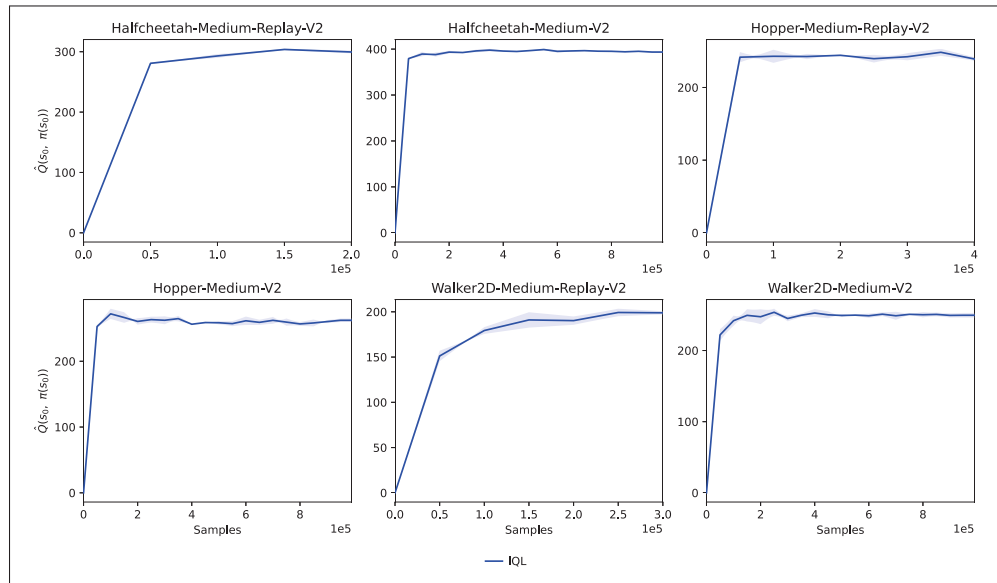 Halfcheetah-Medium-Replay-V2
Halfcheetah-Medium-V2
Hopper-Medium-Replay-V2
Q̂(s₀, π(s₀))
300
200
100
0
0.0 0.5 1.0 1.5 2.0
1e5
400
300
200
100
0
0 2 4 6 8
1e5
200
100
0
0 1 2 3 4
1e5
Hopper-Medium-V2
Walker2D-Medium-Replay-V2
Walker2D-Medium-V2
Q̂(s₀, π(s₀))
200
100
0
0 2 4 6 8
Samples 1e5
200
150
100
50
0
0.0 0.5 1.0 1.5 2.0 2.5 3.0
Samples 1e5
200
100
0
0 2 4 6 8
Samples 1e5
IQL